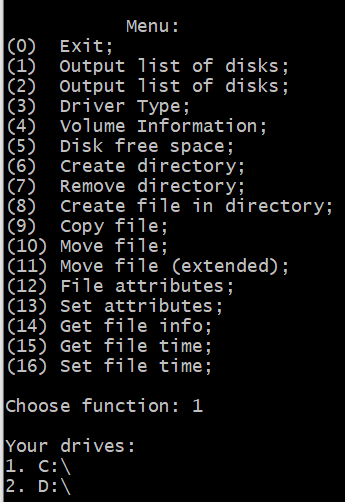 Menu:
(0) Exit;
(1) Output list of disks;
(2) Output list of disks;
(3) Driver Type;
(4) Volume Information;
(5) Disk free space;
(6) Create directory;
(7) Remove directory;
(8) Create file in directory;
(9) Copy file;
(10) Move file;
(11) Move file (extended);
(12) File attributes;
(13) Set attributes;
(14) Get file info;
(15) Get file time;
(16) Set file time;
Choose function: 1
Your drives:
1. C:\
2. D:\